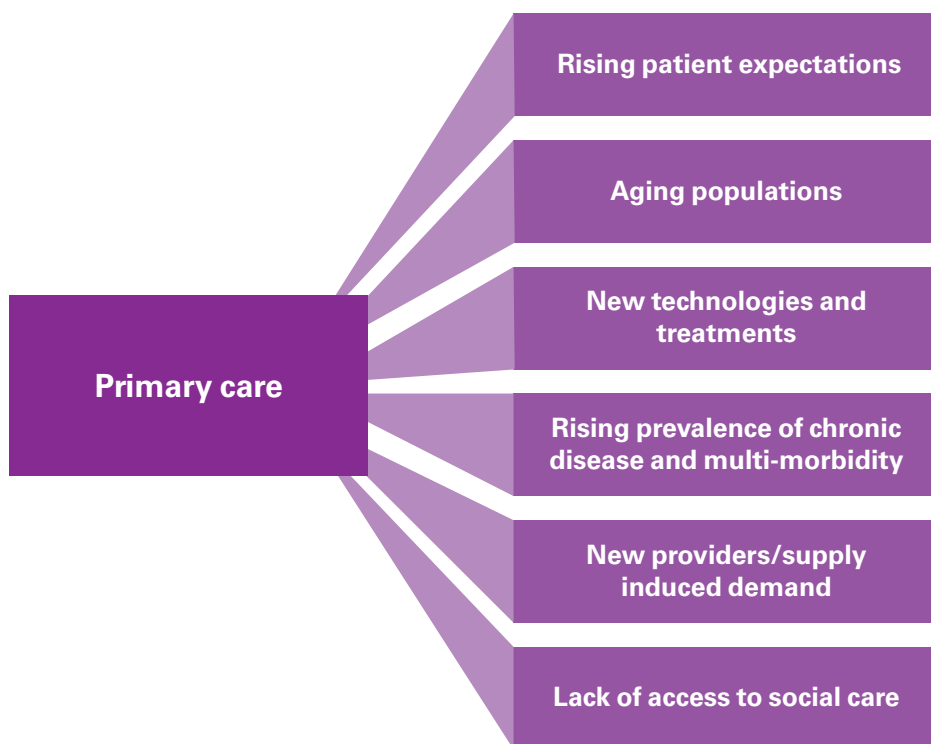 Rising patient expectations
Aging populations
New technologies and
treatments
Primary care
Rising prevalence of chronic
disease and multi-morbidity
New providers/supply
induced demand
Lack of access to social care